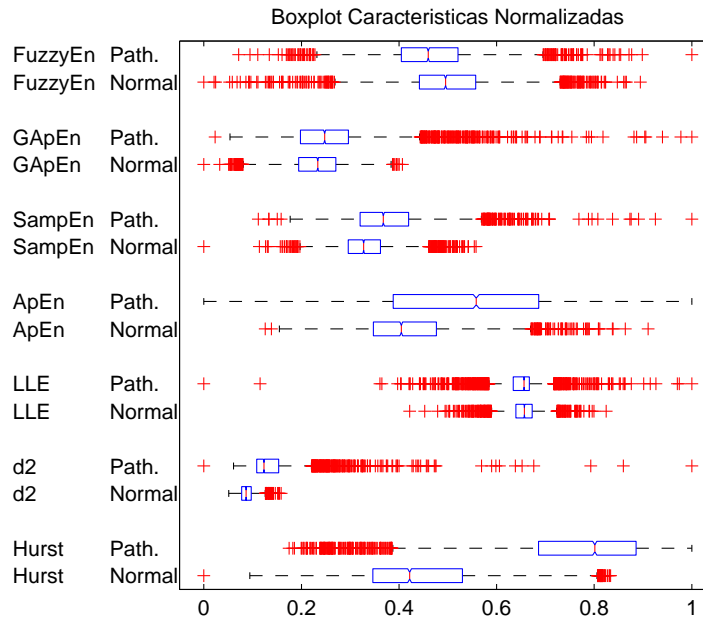 Boxplot Caracteristicas Normalizadas
FuzzyEn Path.
FuzzyEn Normal
GApEn Path.
GApEn Normal
SampEn Path.
SampEn Normal
ApEn Path.
ApEn Normal
LLE Path.
LLE Normal
d2 Path.
d2 Normal
Hurst Path.
Hurst Normal
0 0.2 0.4 0.6 0.8 1